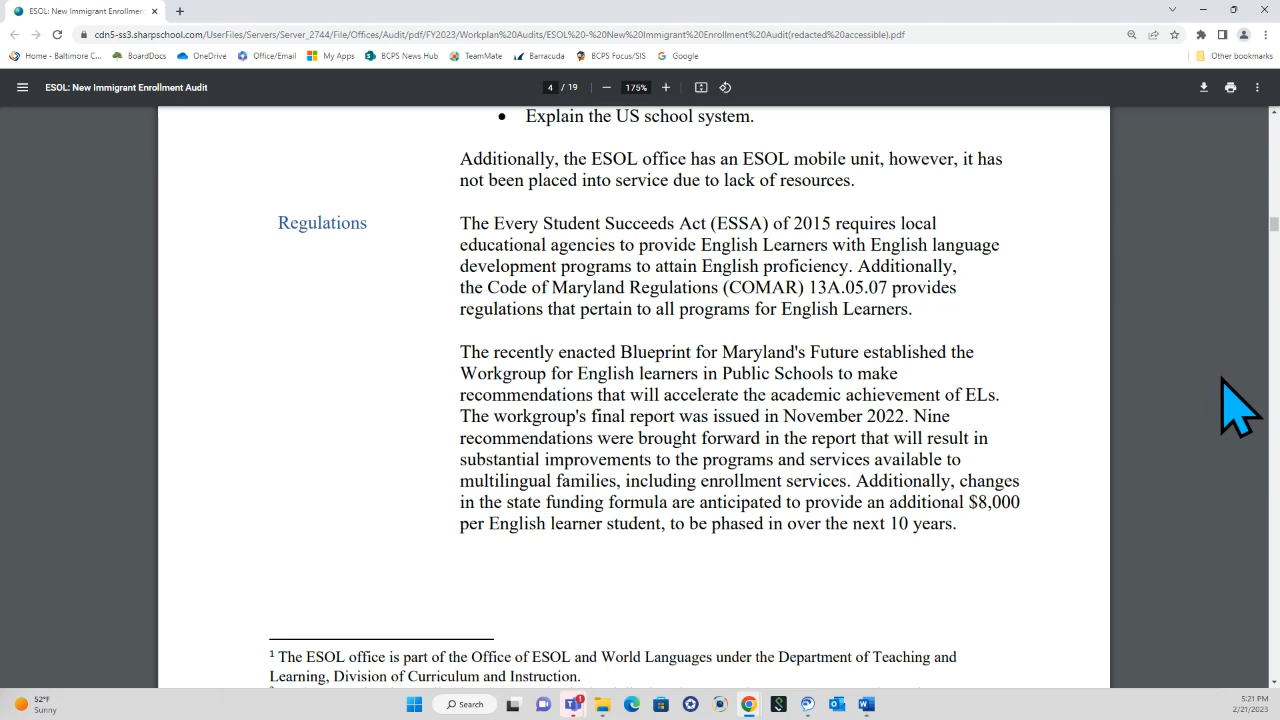 ESOL: New Immigrant Enrollment
cdn5-ss3.sharpschool.com/UserFiles/Servers/Server_2744/File/Offices/Audit/pdf/FY2023/Workplan%20Audits/ESOL%20-%20New%20Immigrant%20Enrollment%20Audit(redacted%20accessible).pdf
Home - Baltimore C... BoardDocs OneDrive Office/Email My Apps BCPS News Hub TeamMate Barracuda BCPS Focus/SIS Google Other bookmarks
ESOL: New Immigrant Enrollment Audit 4 / 19 175%
• Explain the US school system.
Additionally, the ESOL office has an ESOL mobile unit, however, it has
not been placed into service due to lack of resources.
Regulations
The Every Student Succeeds Act (ESSA) of 2015 requires local
educational agencies to provide English Learners with English language
development programs to attain English proficiency. Additionally,
the Code of Maryland Regulations (COMAR) 13A.05.07 provides
regulations that pertain to all programs for English Learners.
The recently enacted Blueprint for Maryland's Future established the
Workgroup for English learners in Public Schools to make
recommendations that will accelerate the academic achievement of ELs.
The workgroup's final report was issued in November 2022. Nine
recommendations were brought forward in the report that will result in
substantial improvements to the programs and services available to
multilingual families, including enrollment services. Additionally, changes
in the state funding formula are anticipated to provide an additional $8,000
per English learner student, to be phased in over the next 10 years.
1 The ESOL office is part of the Office of ESOL and World Languages under the Department of Teaching and
Learning, Division of Curriculum and Instruction.
52°F
Sunny
Search
1
5:21 PM
2/21/2023